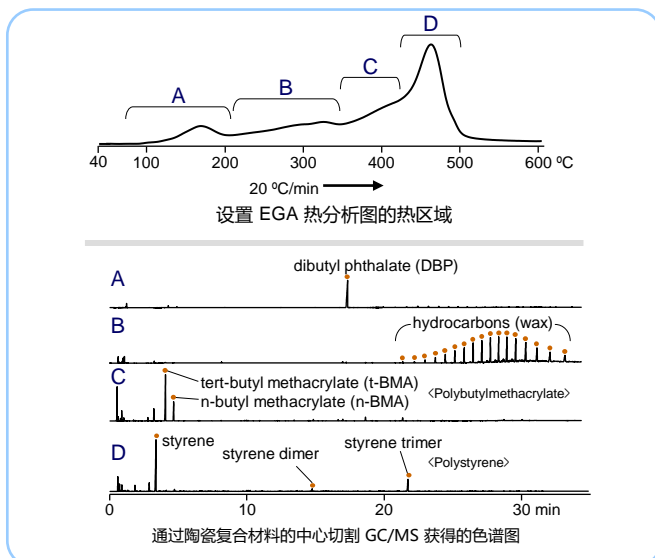 D
C
B
A
40 100 200 300 400 500 600 ºC
20 ºC/min
设置 EGA 热分析图的热区域
dibutyl phthalate (DBP)
A
B
hydrocarbons (wax)
C
tert-butyl methacrylate (t-BMA)
n-butyl methacrylate (n-BMA)
<Polybutylmethacrylate>
D
styrene
styrene dimer
styrene trimer
<Polystyrene>
0 10 20 30 min
通过陶瓷复合材料的中心切割 GC/MS 获得的色谱图